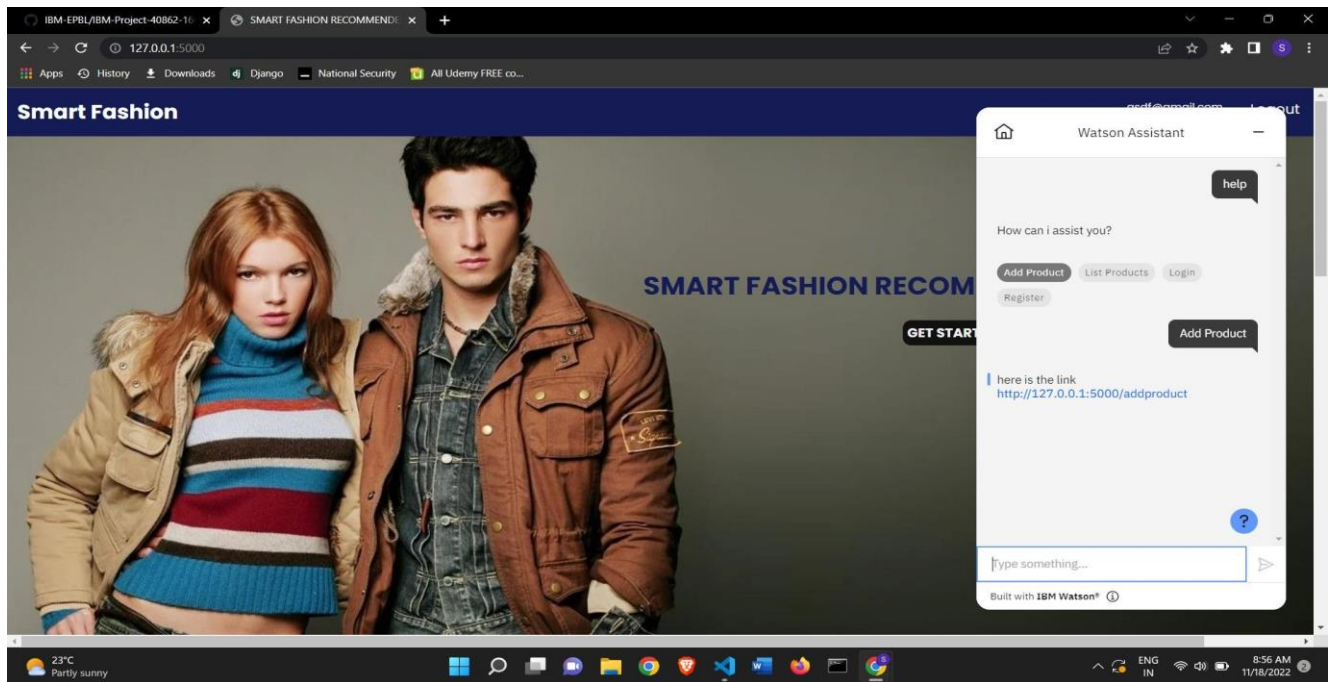 IBM-EPBL/IBM-Project-40862-16
SMART FASHION RECOMMENDE
127.0.0.1:5000
S
Apps History Downloads dj Django National Security All Udemy FREE co...
Smart Fashion
Watson Assistant
help
How can i assist you?
Add Product List Products Login
Register
SMART FASHION RECOM
GET START
Add Product
here is the link
http://127.0.0.1:5000/addproduct
?
Type something...
Built with IBM Watson®
23°C
Partly sunny
ENG
IN
8:56 AM
11/18/2022
2